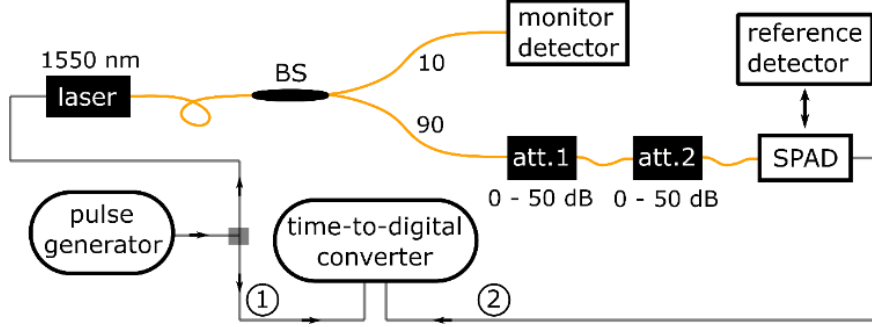 1550 nm
laser
BS
10
90
monitor
detector
reference
detector
att.1
att.2
SPAD
0 - 50 dB
0 - 50 dB
pulse
generator
time-to-digital
converter
1
2